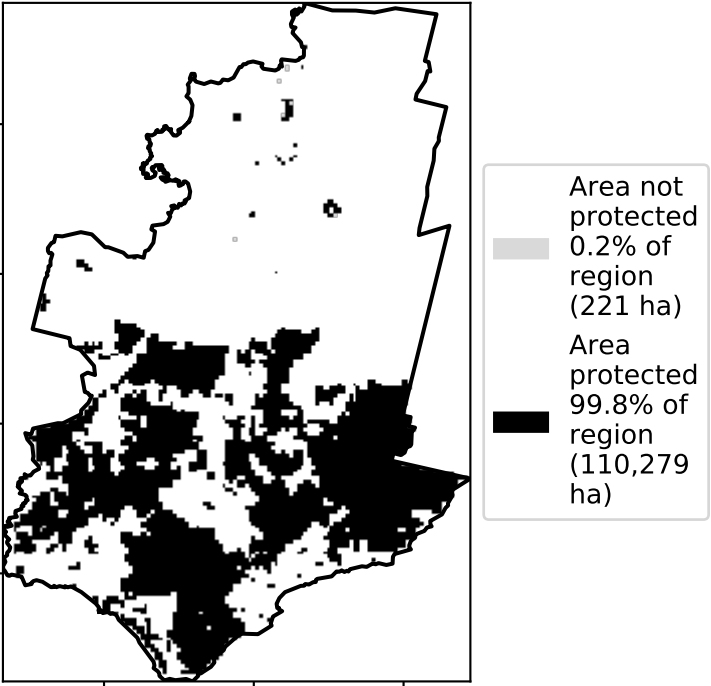 Area not
protected
0.2% of
region
(221 ha)
Area
protected
99.8% of
region
(110,279
ha)